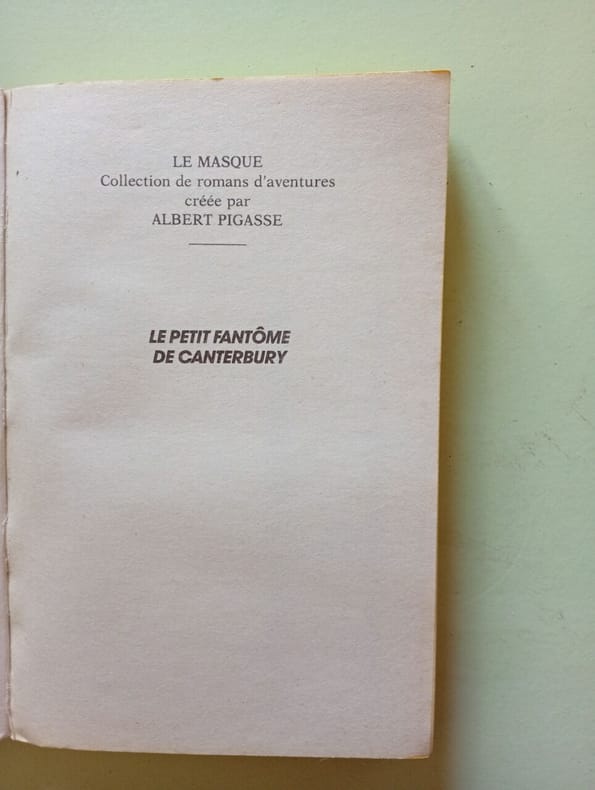 LE MASQUE
Collection de romans d'aventures
créée par
ALBERT PIGASSE
LE PETIT FANTÔME
DE CANTERBURY